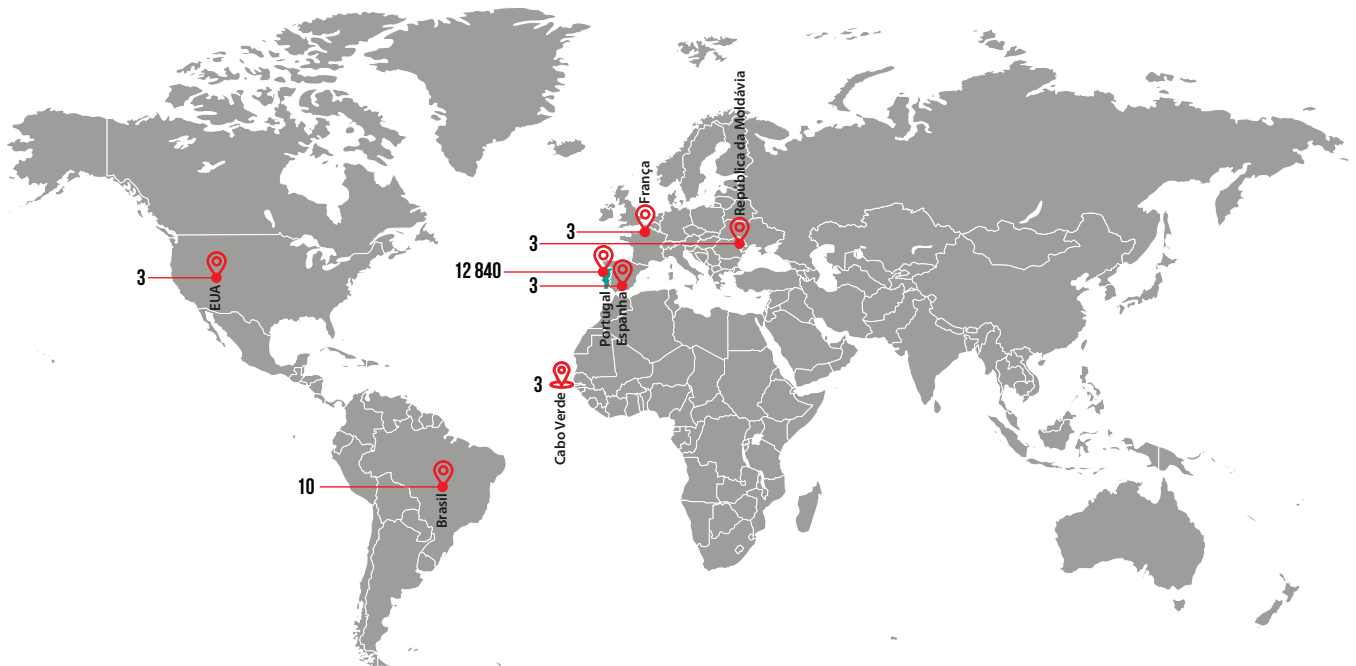 República da Moldávia
França
3
3
12 840
3
3
EUA
Portugal
Espanha
3
Cabo Verde
10
Brasil